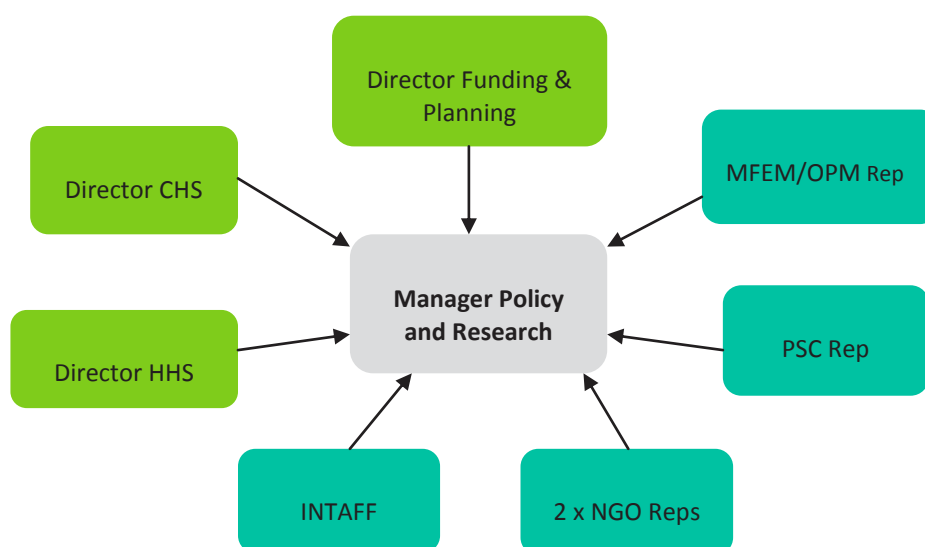 Director Funding &
Planning
Director CHS
MFEM/OPM Rep
Manager Policy
and Research
Director HHS
PSC Rep
INTAFF
2 x NGO Reps